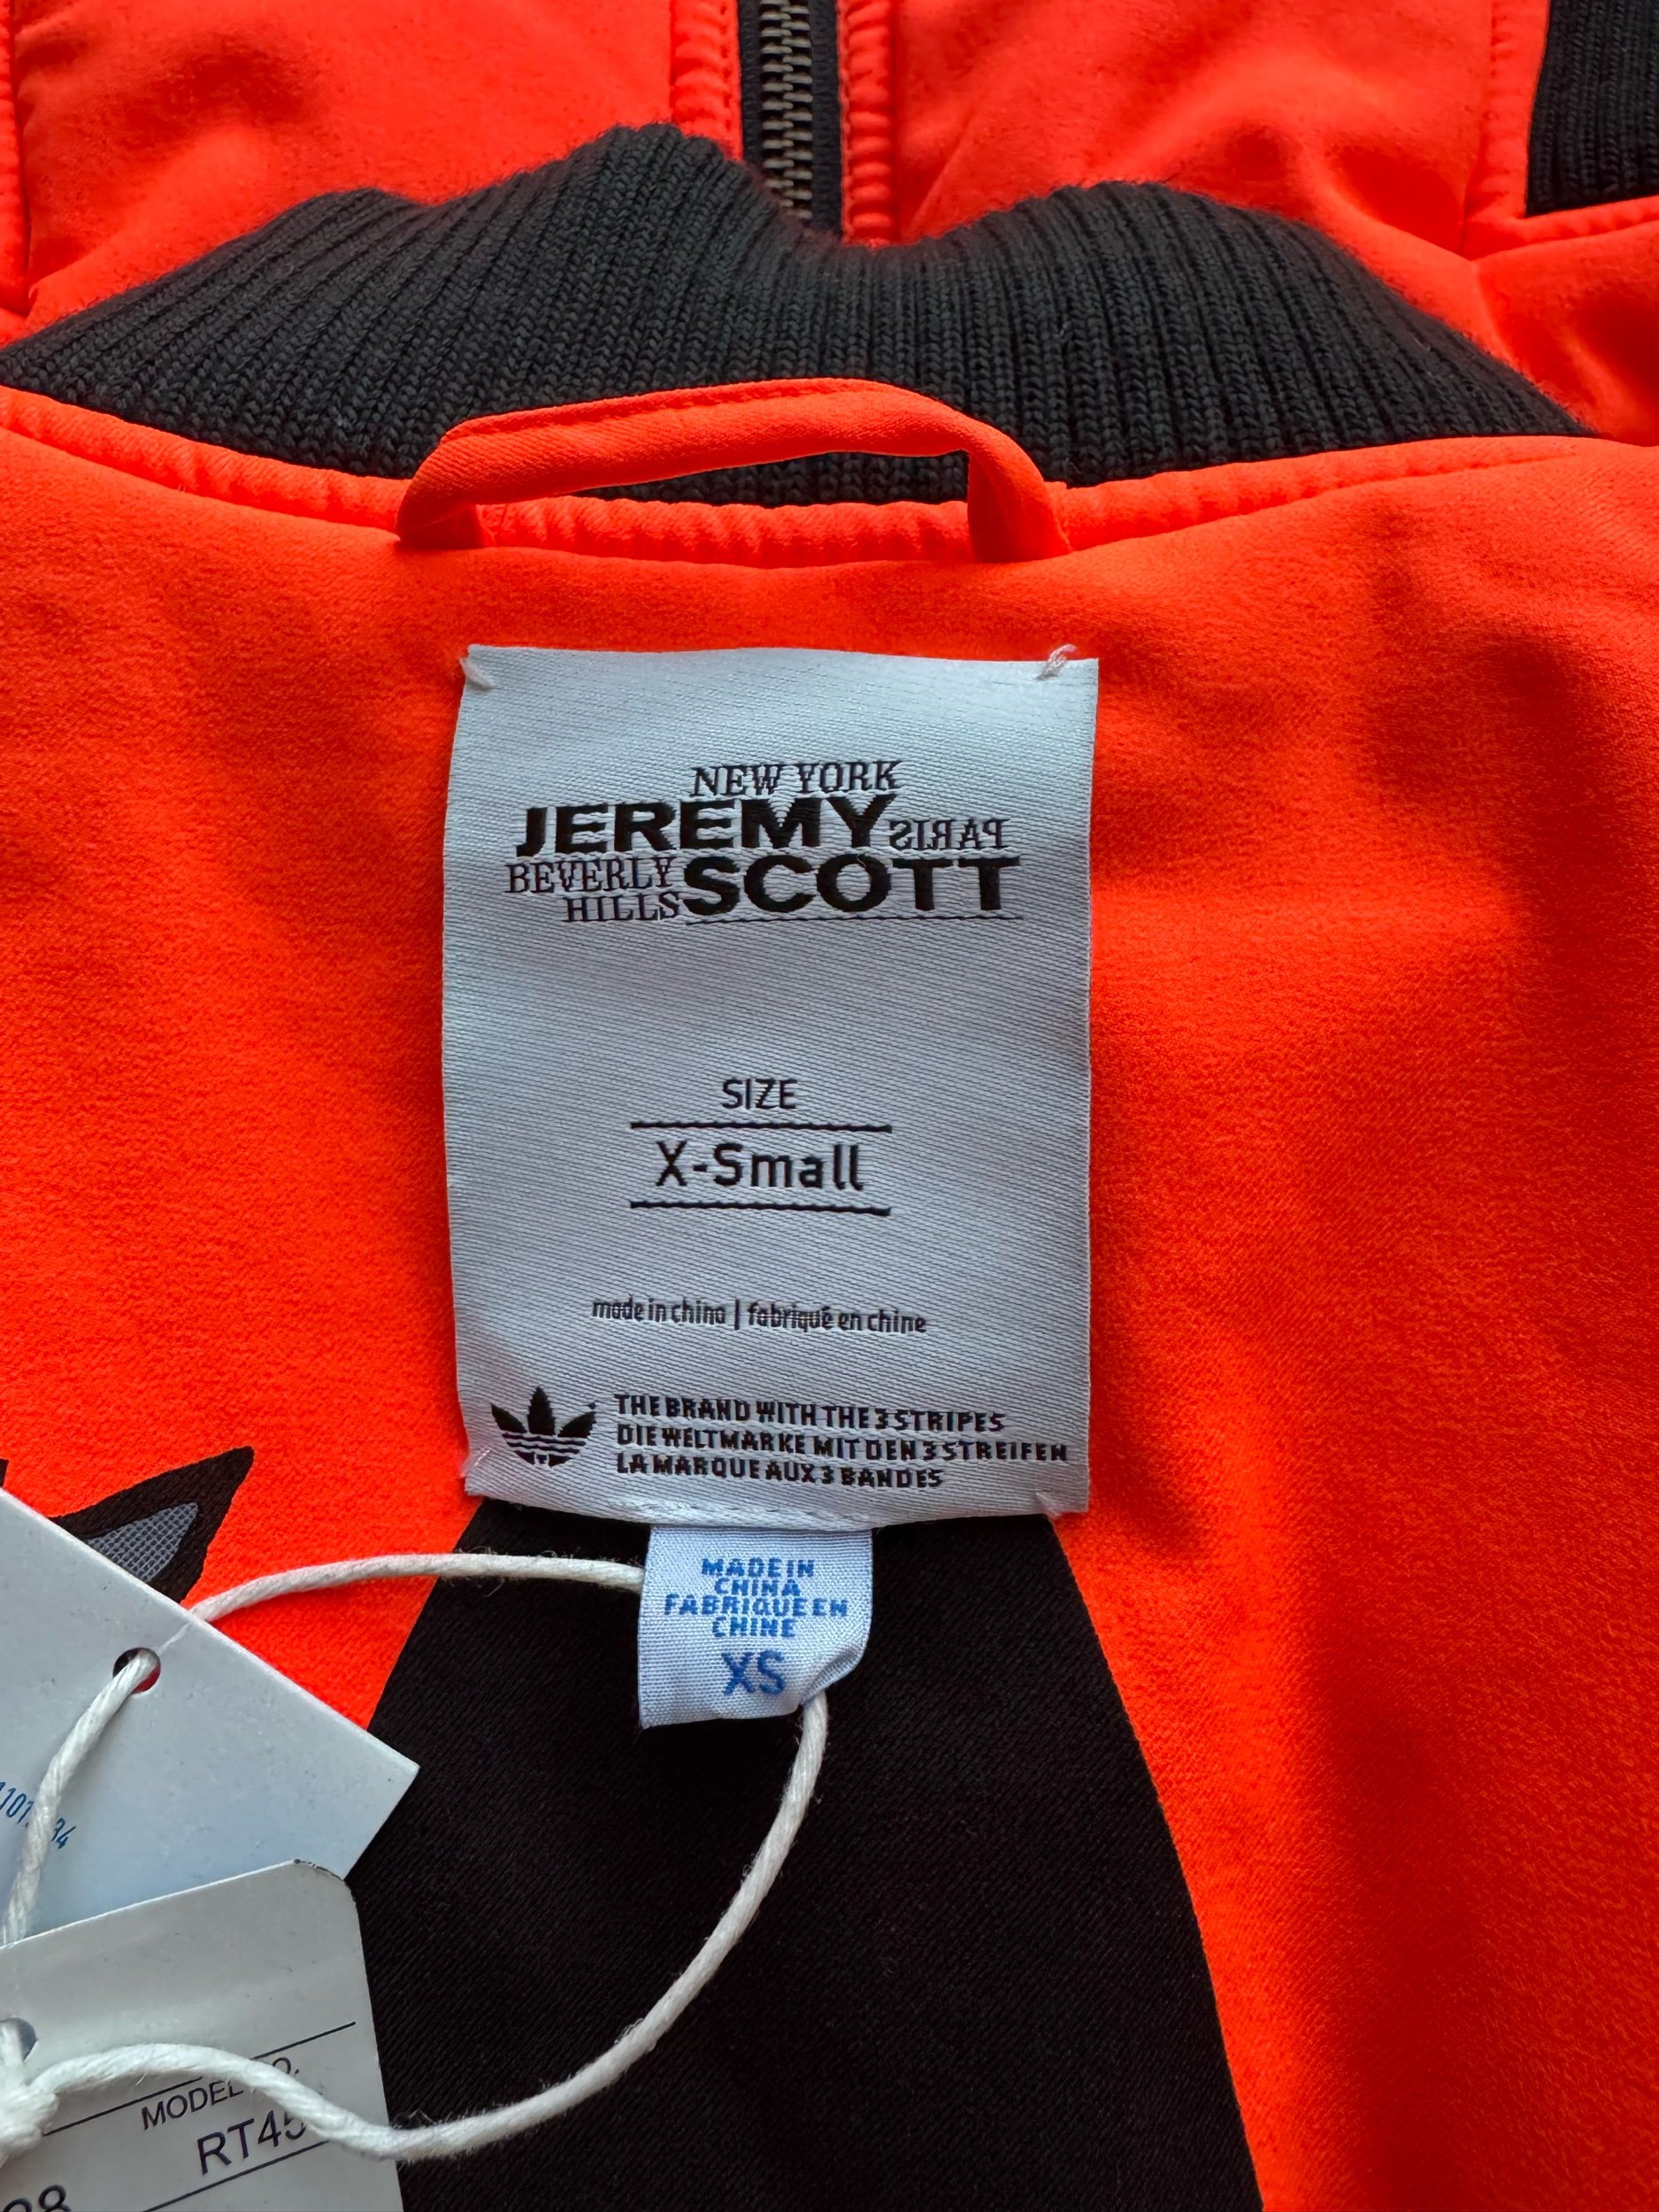 NEW YORK
JEREMY PARIS
BEVERLY SCOTT
HILLS
SIZE
X-Small
made in china | fabriqué en chine
THE BRAND WITH THE 3 STRIPES
DIE WELTMARKE MIT DEN 3 STREIFEN
LA MARQUE AUX 3 BANDES
MADE IN
CHINA
FABRIQUE EN
CHINE
XS
MODEL
RT45